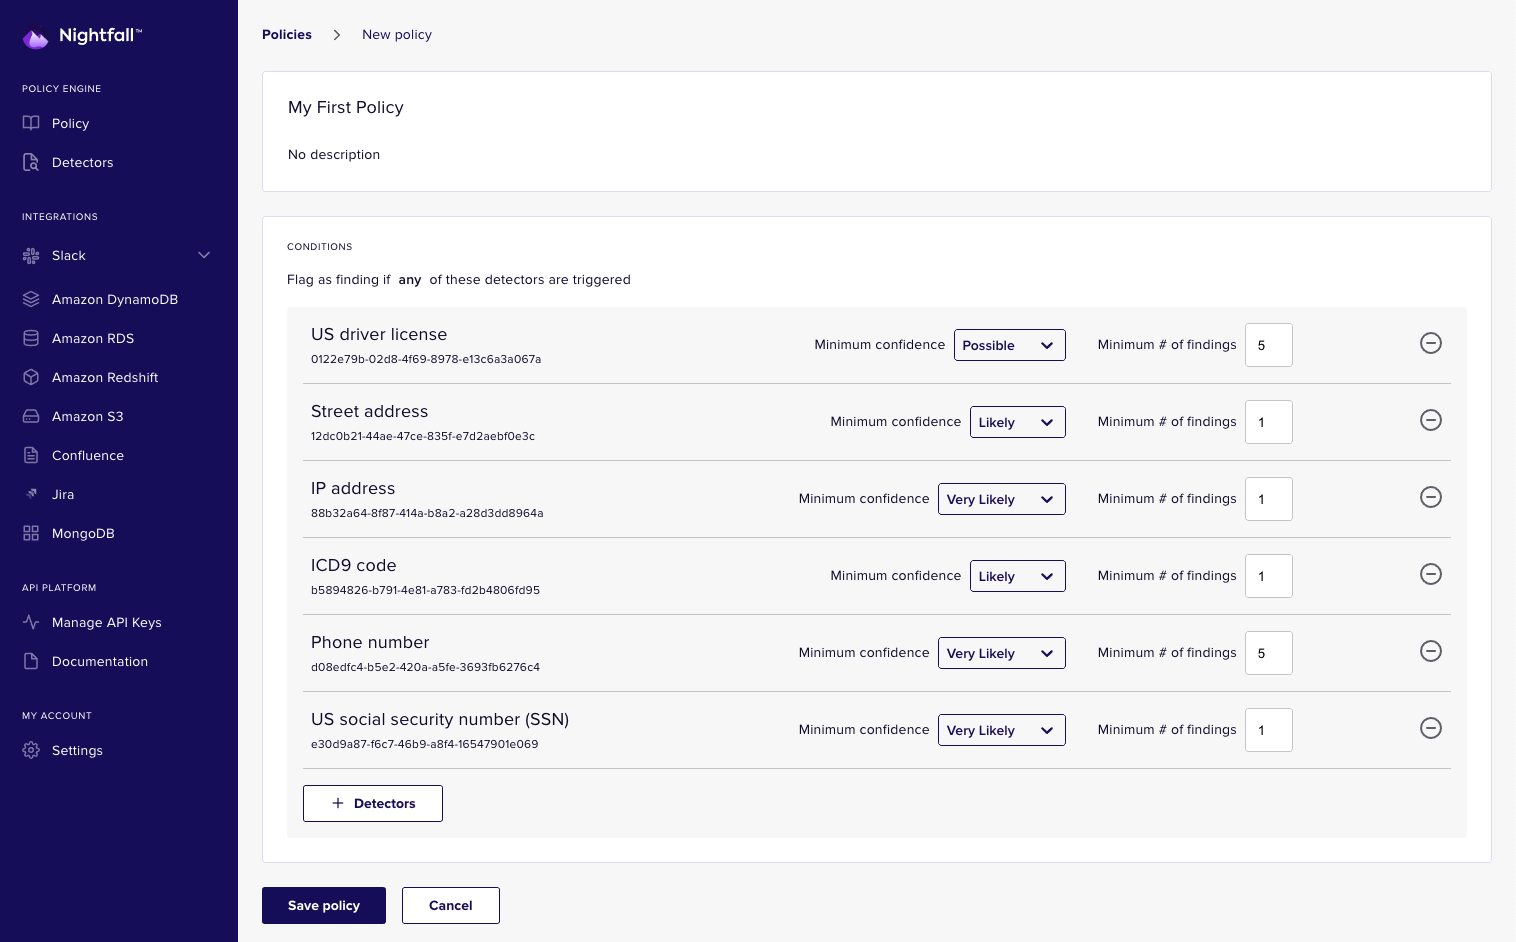 Nightfall™
POLICY ENGINE
Policy
Detectors
INTEGRATIONS
Slack
Amazon DynamoDB
Amazon RDS
Amazon Redshift
Amazon S3
Confluence
Jira
MongoDB
API PLATFORM
Manage API Keys
Documentation
MY ACCOUNT
Settings
Policies > New policy
My First Policy
No description
CONDITIONS
Flag as finding if any of these detectors are triggered
US driver license
0122e79b-02d8-4f69-8978-e13c6a3a067a
Minimum confidence Possible Minimum # of findings 5
Street address
12dc0b21-44ae-47ce-835f-e7d2aebf0e3c
Minimum confidence Likely Minimum # of findings 1
IP address
88b32a64-8f87-414a-b8a2-a28d3dd8964a
Minimum confidence Very Likely Minimum # of findings 1
ICD9 code
b5894826-b791-4e81-a783-fd2b4806fd95
Minimum confidence Likely Minimum # of findings 1
Phone number
d08edfc4-b5e2-420a-a5fe-3693fb6276c4
Minimum confidence Very Likely Minimum # of findings 5
US social security number (SSN)
e30d9a87-f6c7-46b9-a8f4-16547901e069
Minimum confidence Very Likely Minimum # of findings 1
+ Detectors
Save policy
Cancel